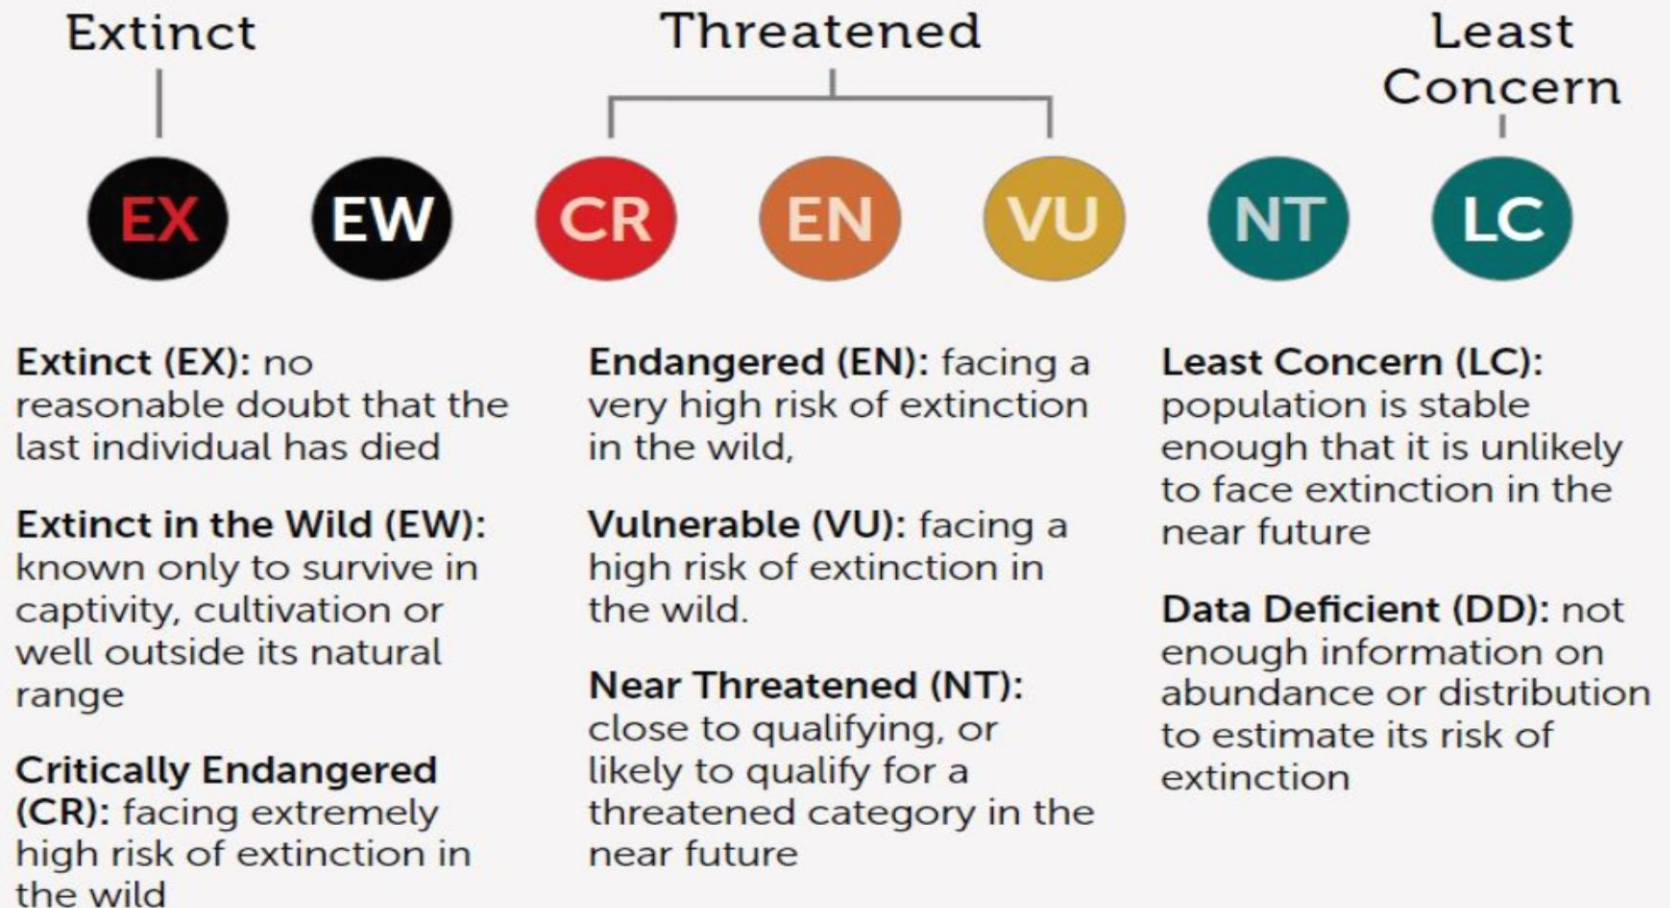 Extinct
Threatened
Least
Concern
EX
EW
CR
EN
VU
NT
LC
Extinct (EX): no
reasonable doubt that the
last individual has died
Extinct in the Wild (EW):
known only to survive in
captivity, cultivation or
well outside its natural
range
Critically Endangered
(CR): facing extremely
high risk of extinction in
the wild
Endangered (EN): facing a
very high risk of extinction
in the wild,
Vulnerable (VU): facing a
high risk of extinction in
the wild.
Near Threatened (NT):
close to qualifying, or
likely to qualify for a
threatened category in the
near future
Least Concern (LC):
population is stable
enough that it is unlikely
to face extinction in the
near future
Data Deficient (DD): not
enough information on
abundance or distribution
to estimate its risk of
extinction